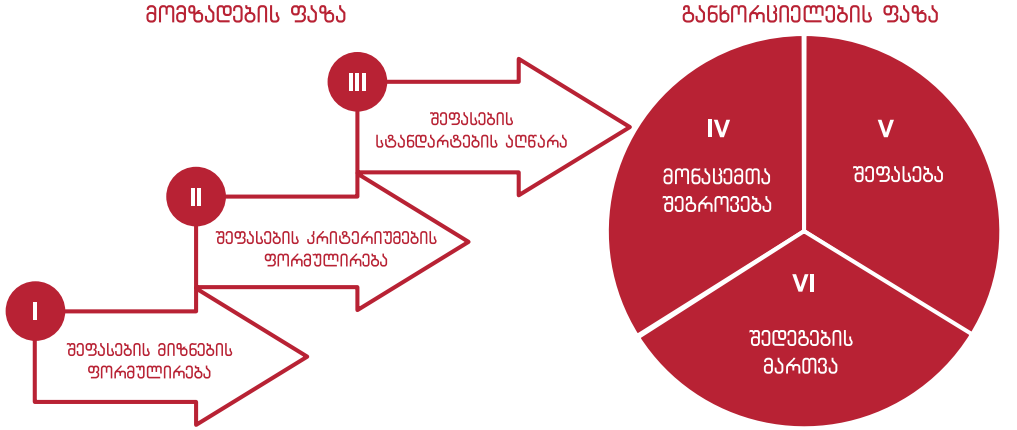 მომზადების ფაზა
I
შეფასების მიზნების
ფორმულირება
II
შეფასების კრიტერიუმების
ფორმულირება
III
შეფასების
სტანდარტების აღწარა
განხორციელების ფაზა
IV
მონაცემთა
შეგროვება
V
შეფასება
VI
შედეგების
მართვა